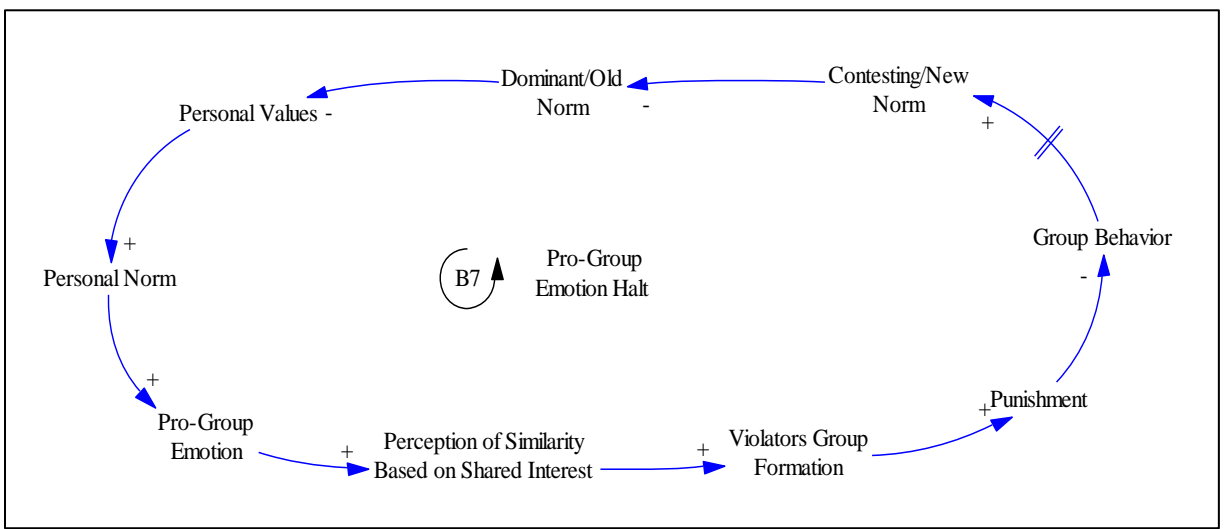 Dominant/Old
Norm
-
Contesting/New
Norm
-
+
Personal Values
-
Group Behavior
-
+
Personal Norm
B7
Pro-Group
Emotion Halt
+
Pro-Group
Emotion
+
Perception of Similarity
Based on Shared Interest
+
Violators Group
Formation
+
Punishment